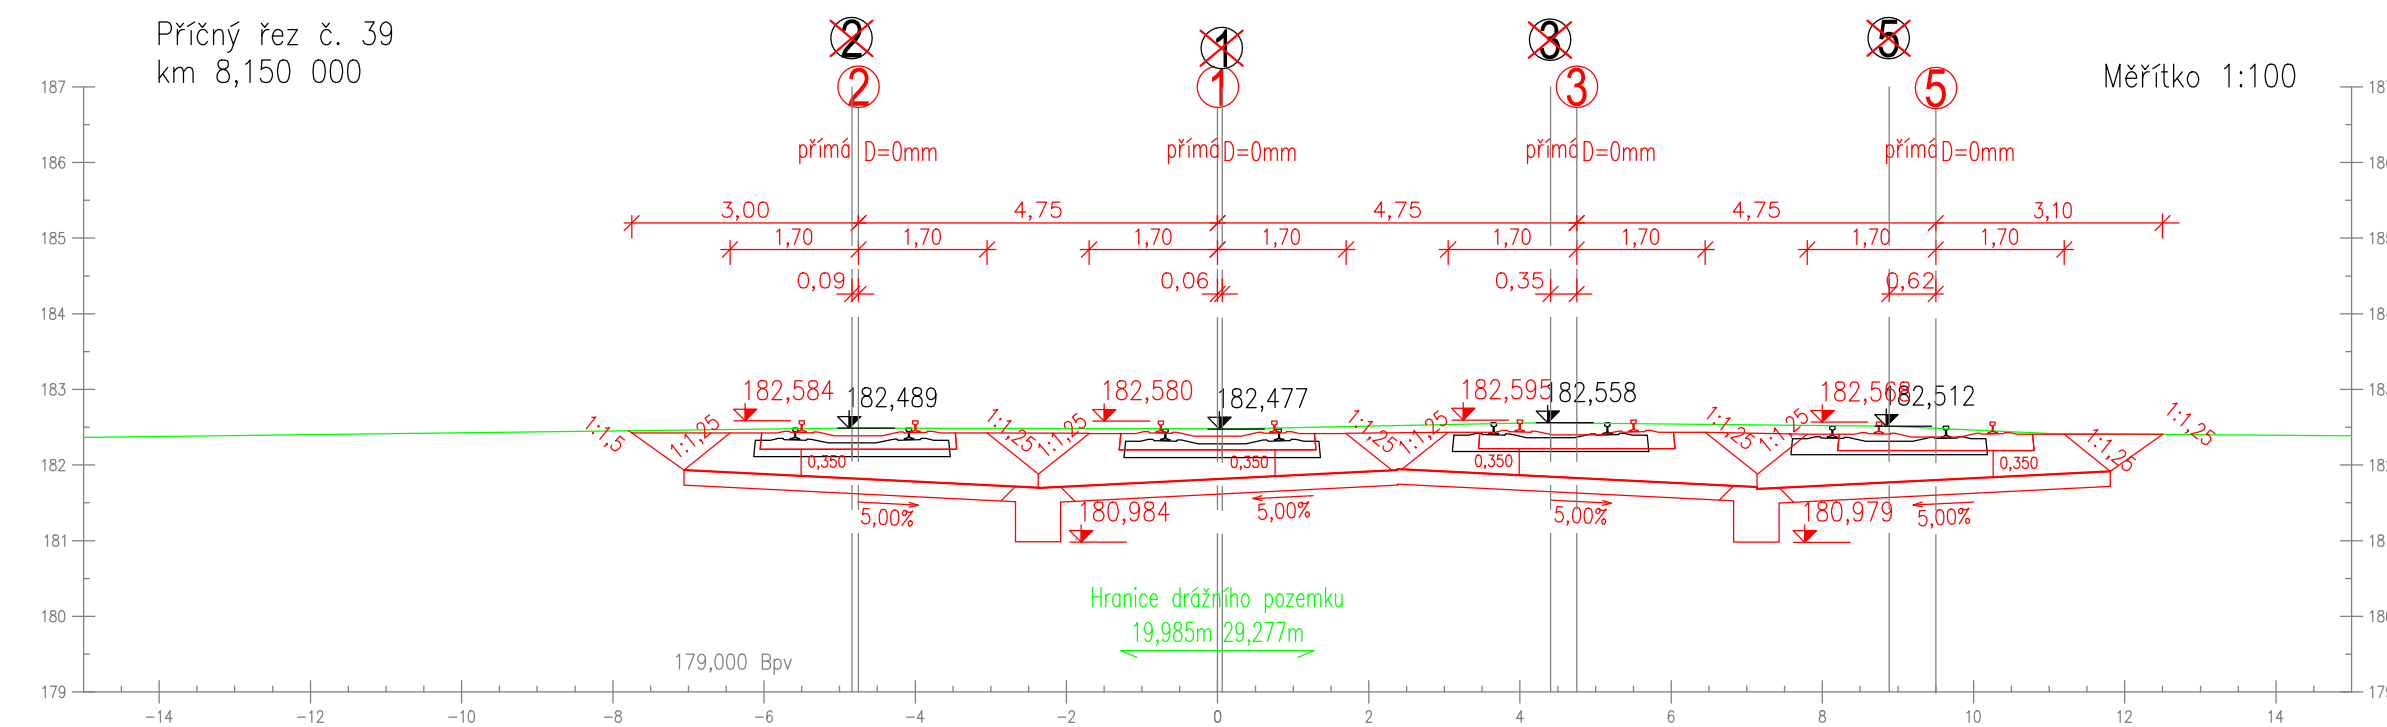 Příčný řez č. 39
km 8,150 000
Měřítko 1:100
2 1 3 5
2 1 3 5
přímá D=0mm přímá D=0mm přímá D=0mm přímá D=0mm
3,00 4,75 4,75 4,75 3,10
1,70 1,70 1,70 1,70 1,70 1,70 1,70 1,70
0,09 0,06 0,35 0,62
182,584 182,489 182,580 182,477 182,595 182,558 182,568 182,512
1:1,5 1:1,25 1:1,25 1:1,25 1:1,25 1:1,25 1:1,25 1:1,25 1:1,25 1:1,25
0,350 0,350 0,350 0,350
5,00% 5,00% 5,00% 5,00%
180,984 180,979
Hranice drážního pozemku
19,985m 29,277m
179,000 Bpv
187
186
185
184
183
182
181
180
179
-14 -12 -10 -8 -6 -4 -2 0 2 4 6 8 10 12 14